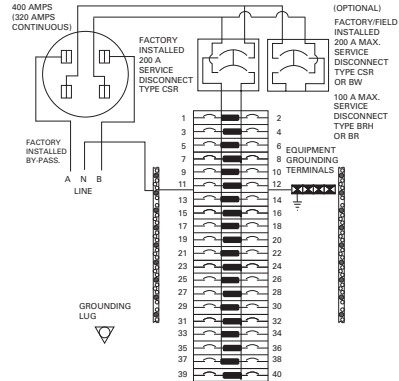 400 AMPS
(320 AMPS
CONTINUOUS)
FACTORY
INSTALLED
200 A
SERVICE
DISCONNECT
TYPE CSR
(OPTIONAL)
FACTORY/FIELD
INSTALLED
200 A MAX.
SERVICE
DISCONNECT
TYPE CSR
OR BW
100 A MAX.
SERVICE
DISCONNECT
TYPE BRH
OR BR
FACTORY
INSTALLED
BY-PASS.
A N B
LINE
EQUIPMENT
GROUNDING
TERMINALS
GROUNDING
LUG
1 2
3 4
5 6
7 8
9 10
11 12
13 14
15 16
17 18
19 20
21 22
23 24
25 26
27 28
29 30
31 32
33 34
35 36
37 38
39 40